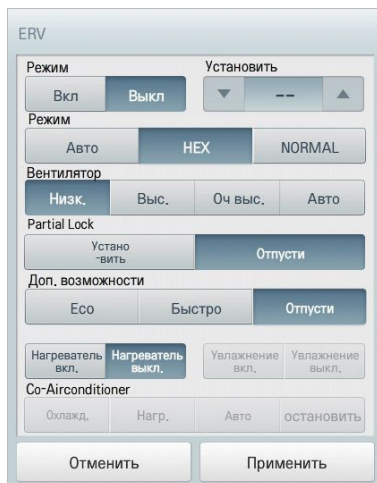 ERV
Режим Установить
Вкл Выкл ▼ -- ▲
Режим
Авто HEX NORMAL
Вентилятор
Низк. Выс. Оч выс. Авто
Partial Lock
Устано
-вить Отпусти
Доп. возможности
Eco Быстро Отпусти
Нагреватель Нагреватель Увлажнение Увлажнение
вкл. выкл. вкл. выкл.
Co-Airconditioner
Охлажд. Нагр. Авто остановить
Отменить Применить